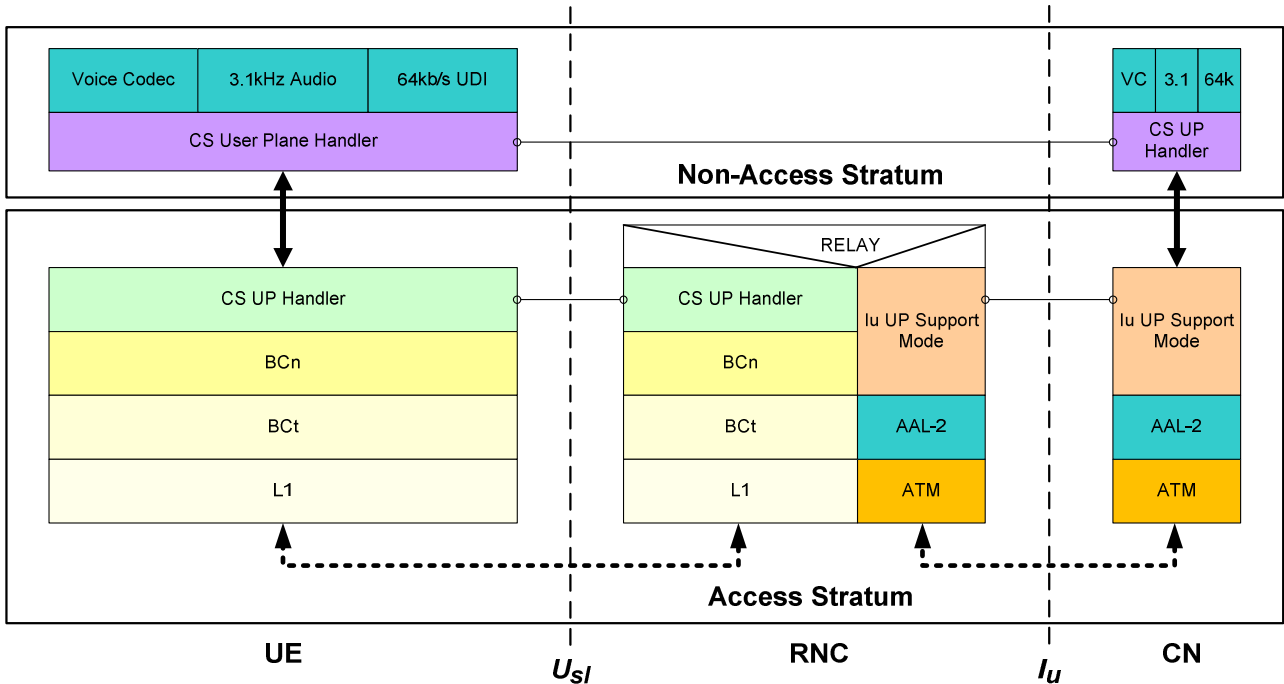 Voice Codec
3.1kHz Audio
64kb/s UDI
VC
3.1
64k
CS User Plane Handler
CS UP
Handler
Non-Access Stratum
RELAY
CS UP Handler
CS UP Handler
Iu UP Support
Mode
Iu UP Support
Mode
BCn
BCn
BCt
BCt
AAL-2
AAL-2
L1
L1
ATM
ATM
Access Stratum
UE
Usl
RNC
Iu
CN